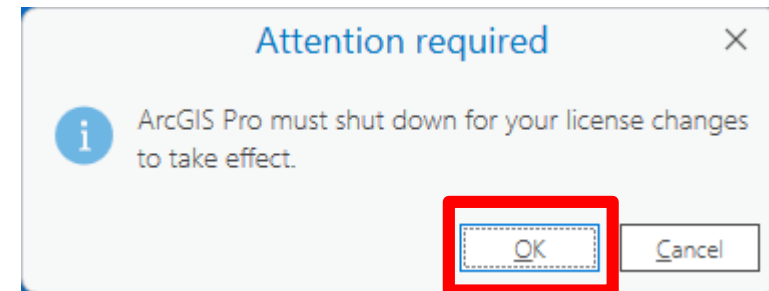 Attention required
ArcGIS Pro must shut down for your license changes
to take effect.
OK
Cancel